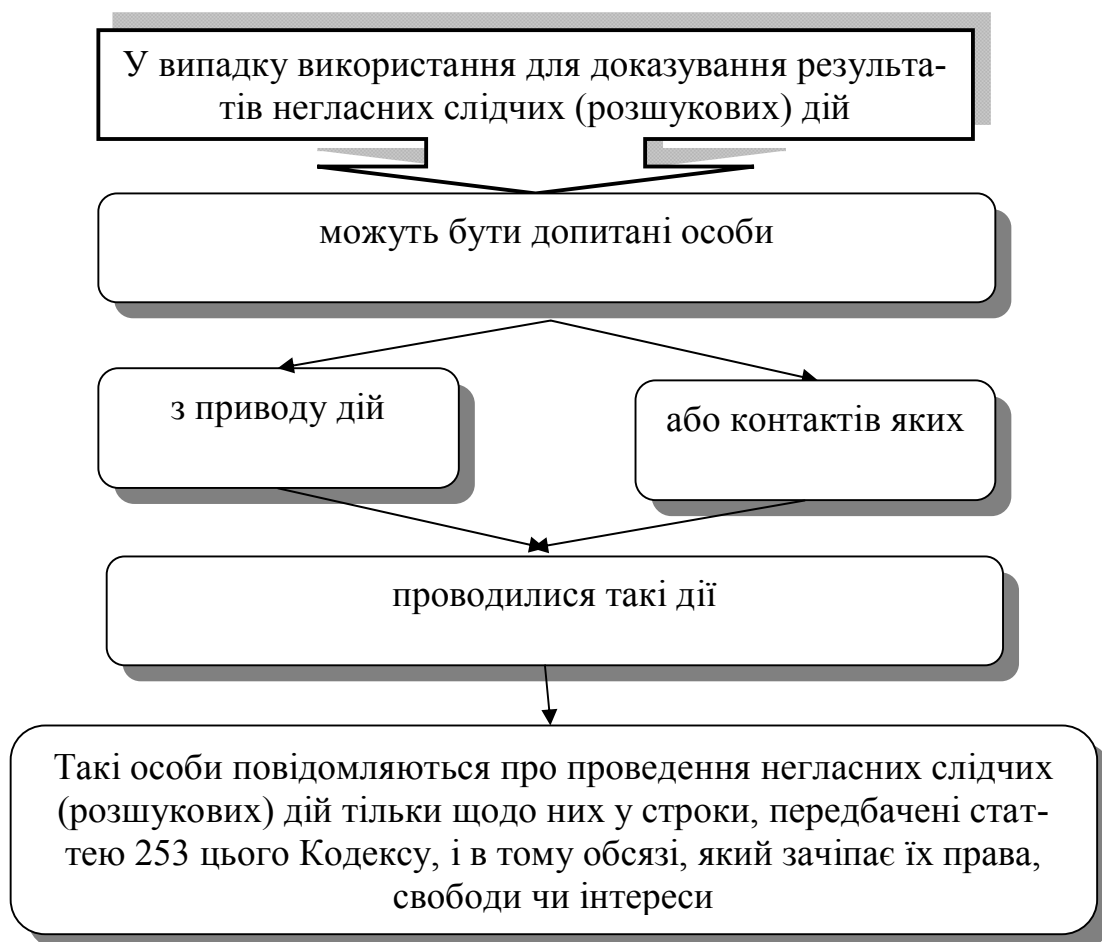 У випадку використання для доказування результа-
тів негласних слідчих (розшукових) дій
можуть бути допитані особи
з приводу дій
або контактів яких
проводилися такі дії
Такі особи повідомляються про проведення негласних слідчих
(розшукових) дій тільки щодо них у строки, передбачені стат-
тею 253 цього Кодексу, і в тому обсязі, який зачіпає їх права,
свободи чи інтереси